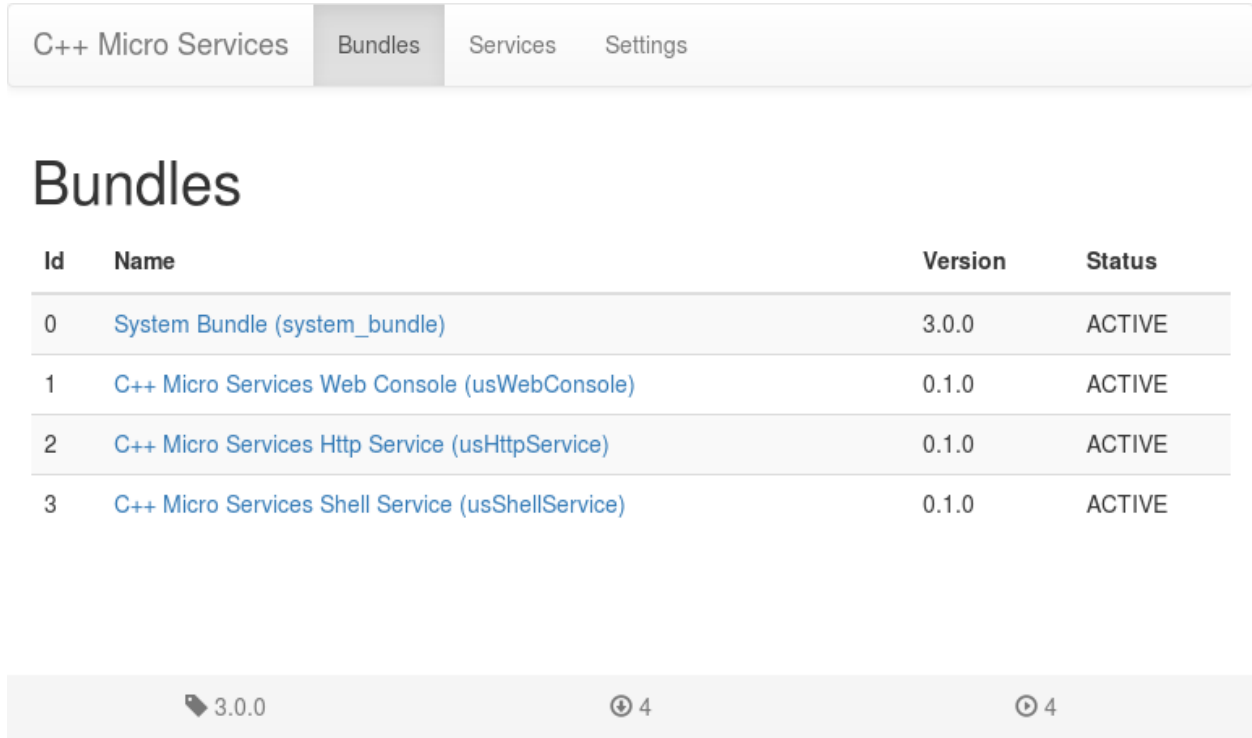 C++ Micro Services Bundles Services Settings
Bundles
Id Name Version Status
0 System Bundle (system_bundle) 3.0.0 ACTIVE
1 C++ Micro Services Web Console (usWebConsole) 0.1.0 ACTIVE
2 C++ Micro Services Http Service (usHttpService) 0.1.0 ACTIVE
3 C++ Micro Services Shell Service (usShellService) 0.1.0 ACTIVE
3.0.0 4 4